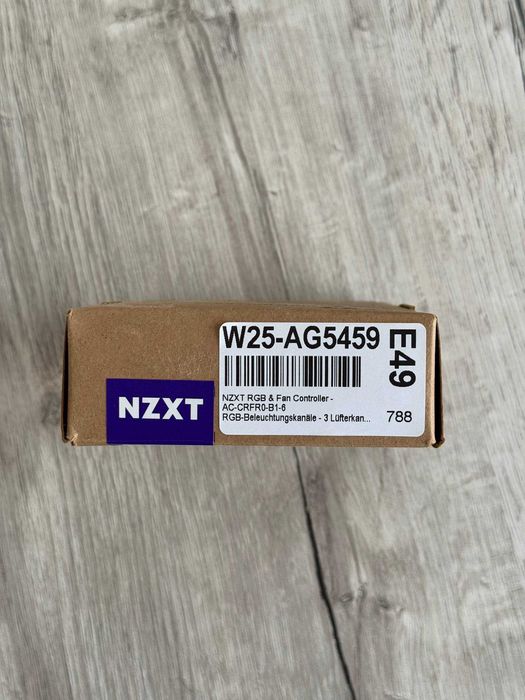 W25-AG5459
NZXT RGB & Fan Controller -
AC-CRFR0-B1-6
RGB-Beleuchtungskanäle - 3 Lüfterkan...
788
E49
NZXT